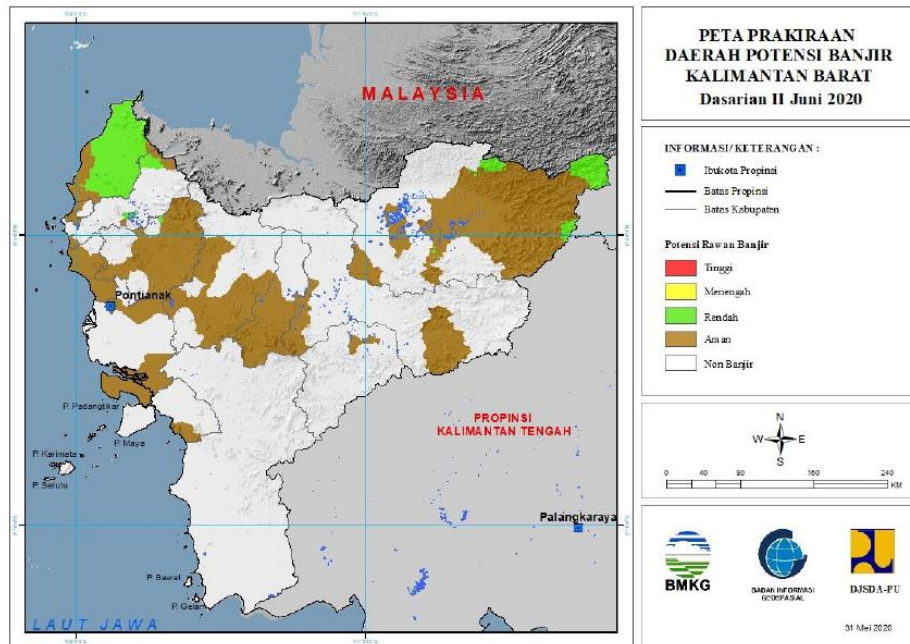 PETA PRAKIRAAN
DAERAH POTENSI BANJIR
KALIMANTAN BARAT
Dasarian II Juni 2020
INFORMASI/ KETERANGAN :
Ibukota Propinsi
Batas Propinsi
Batas Kabupaten
Potensi Rawan Banjir
Tinggi
Menengah
Rendah
Aman
Non Banjir
N
W E
S
0 40 80 160 240
KM
BMKG
BADAN INFORMASI
GEOSPASIAL
DJSDA-PU
31 Mei 2020
MALAYSIA
Pontianak
P. Padangtikar
P. Maya
P. Karimata
P. Serutu
PROPINSI
KALIMANTAN TENGAH
Palangkaraya
P. Bawal
P. Gelan
LAUT JAWA